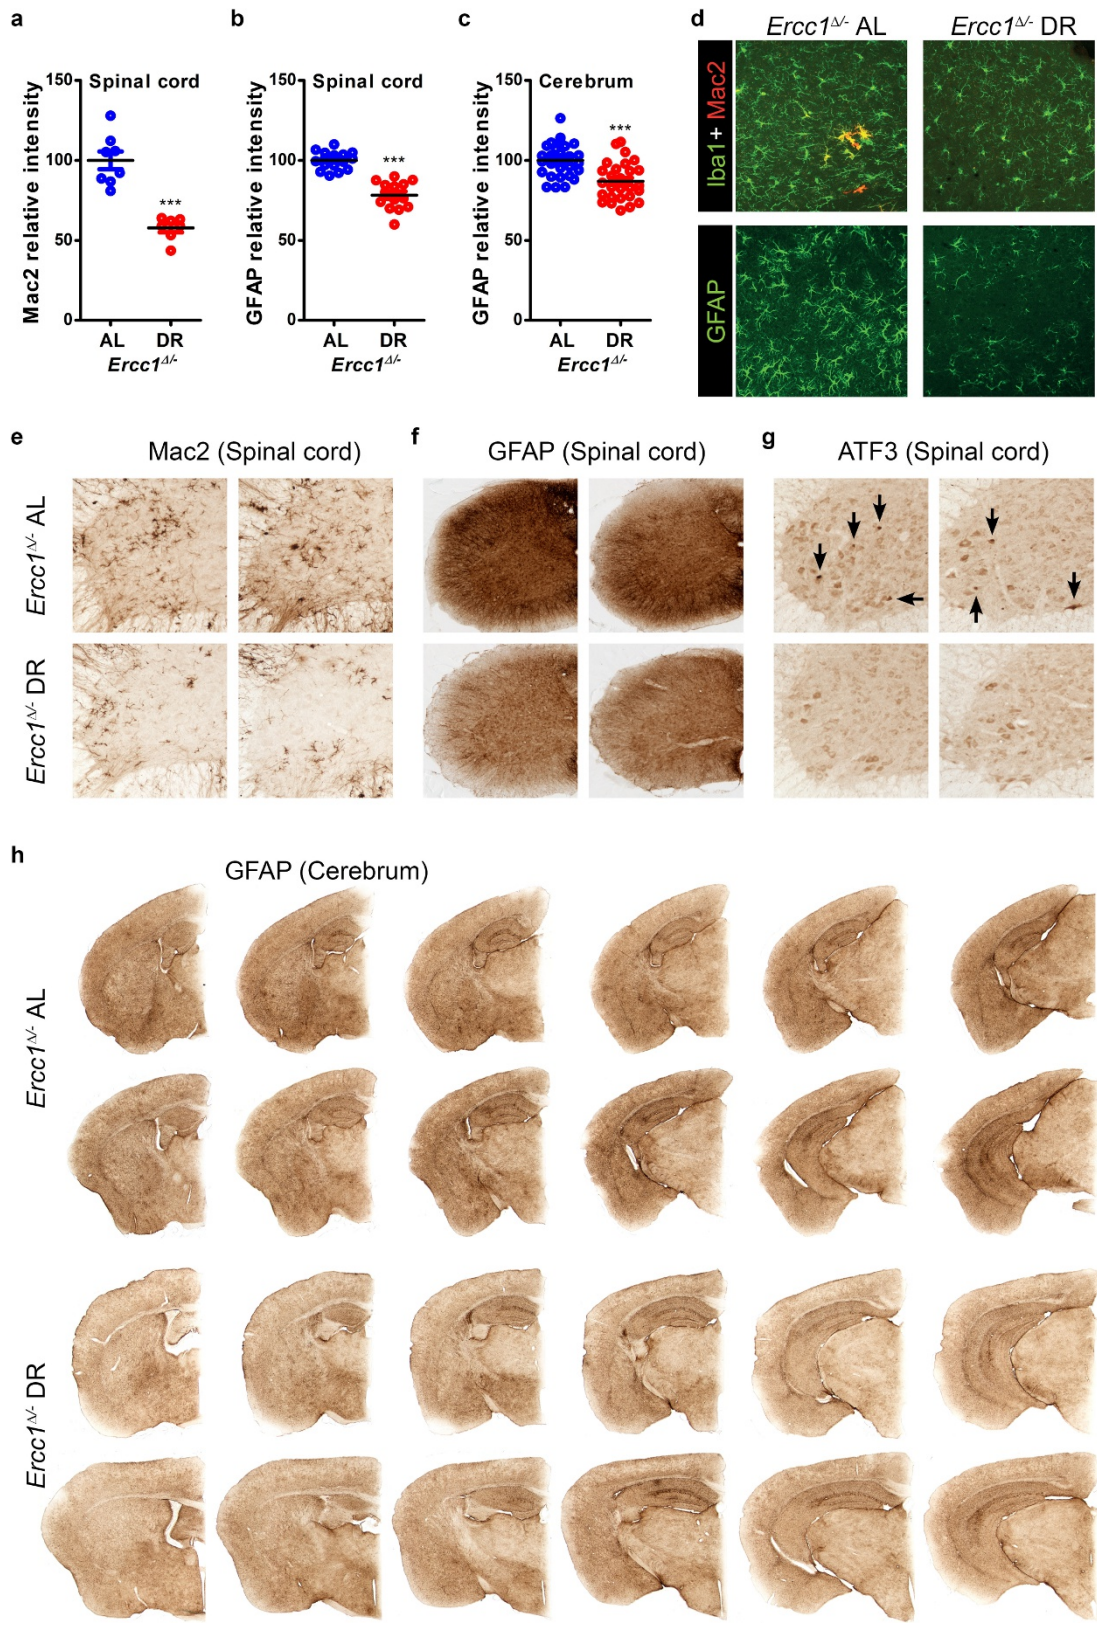 a
b
c
d
Ercc1Δ/- AL
Ercc1Δ/- DR
Spinal cord
Spinal cord
Cerebrum
Mac2 relative intensity
150
100
50
0
***
AL
DR
Ercc1Δ/-
GFAP relative intensity
150
100
50
0
***
AL
DR
Ercc1Δ/-
GFAP relative intensity
150
100
50
0
***
AL
DR
Ercc1Δ/-
Iba1+ Mac2
GFAP
e
Mac2 (Spinal cord)
f
GFAP (Spinal cord)
g
ATF3 (Spinal cord)
Ercc1Δ/- AL
Ercc1Δ/- DR
h
GFAP (Cerebrum)
Ercc1Δ/- AL
Ercc1Δ/- DR